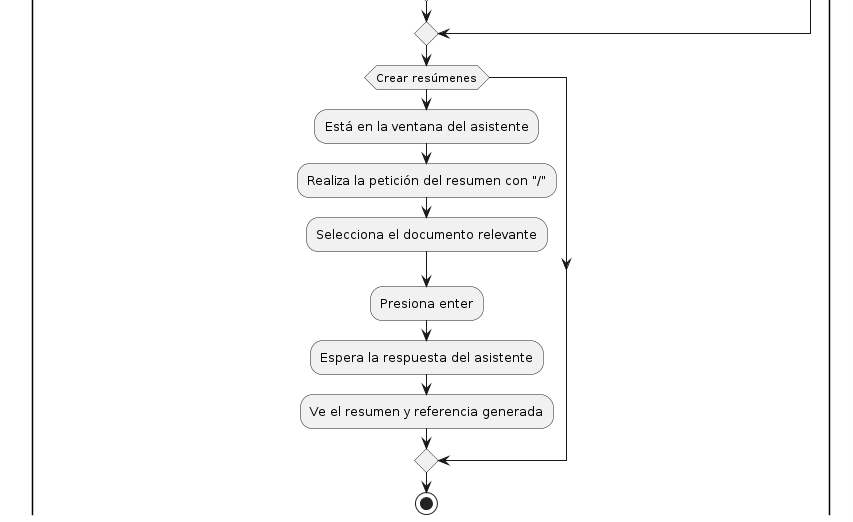 Crear resúmenes
Está en la ventana del asistente
Realiza la petición del resumen con "/"
Selecciona el documento relevante
Presiona enter
Espera la respuesta del asistente
Ve el resumen y referencia generada